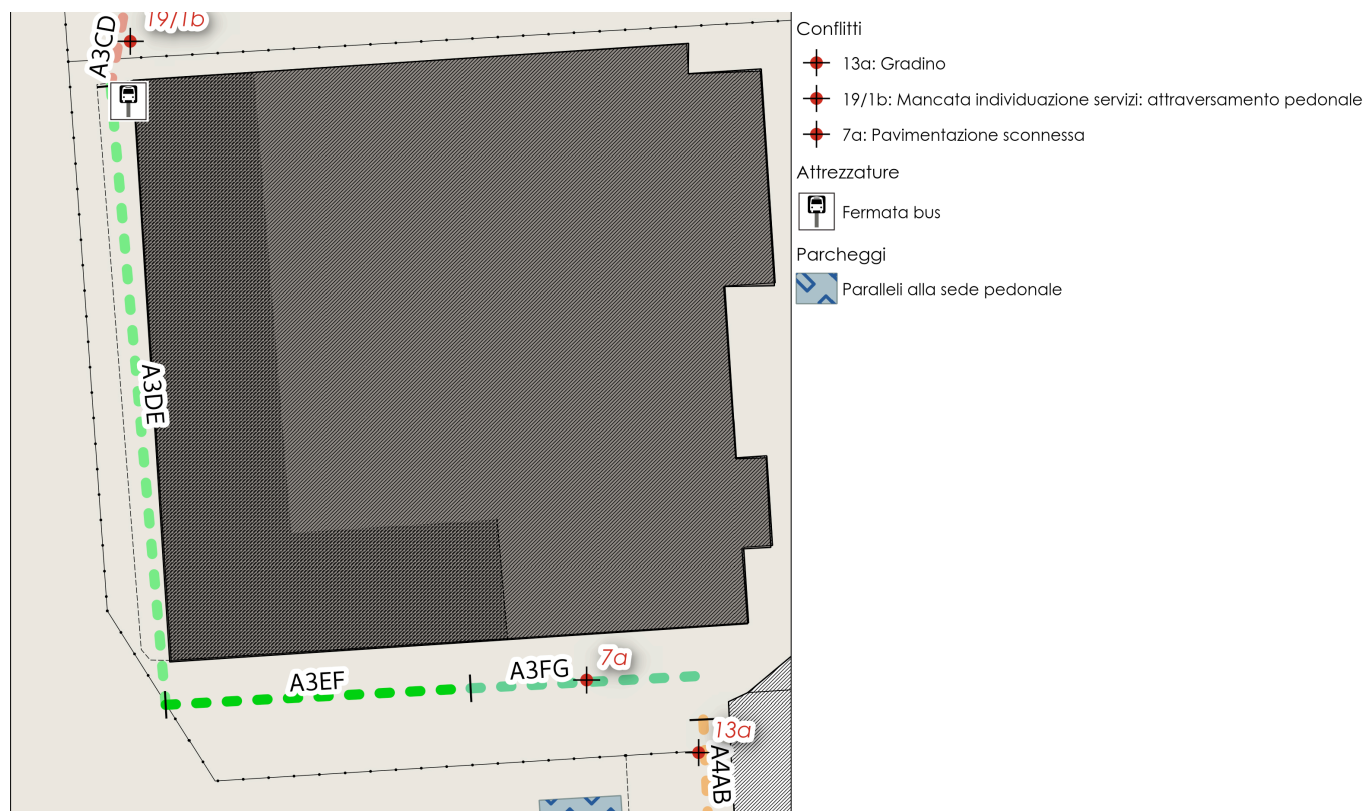 19/1b
A3CD
A3DE
A3EF
A3FG
7a
13a
A4AB
Conflitti
13a: Gradino
19/1b: Mancata individuazione servizi: attraversamento pedonale
7a: Pavimentazione sconnessa
Attrezzature
Fermata bus
Parcheggi
Paralleli alla sede pedonale